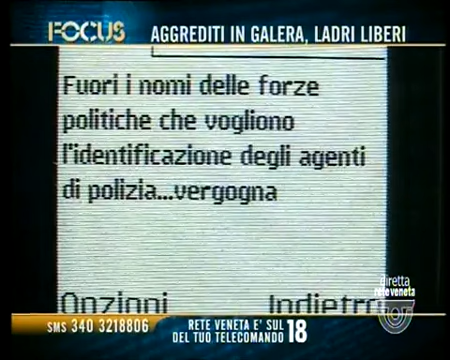 FOCUS
AGGREDITI IN GALERA, LADRI LIBERI
Fuori i nomi delle forze
politiche che vogliono
l'identificazione degli agenti
di polizia...vergogna
Opzioni Indietro
diretta
reteveneta
SMS 340 3218806
RETE VENETA E' SUL
DEL TUO TELECOMANDO 18